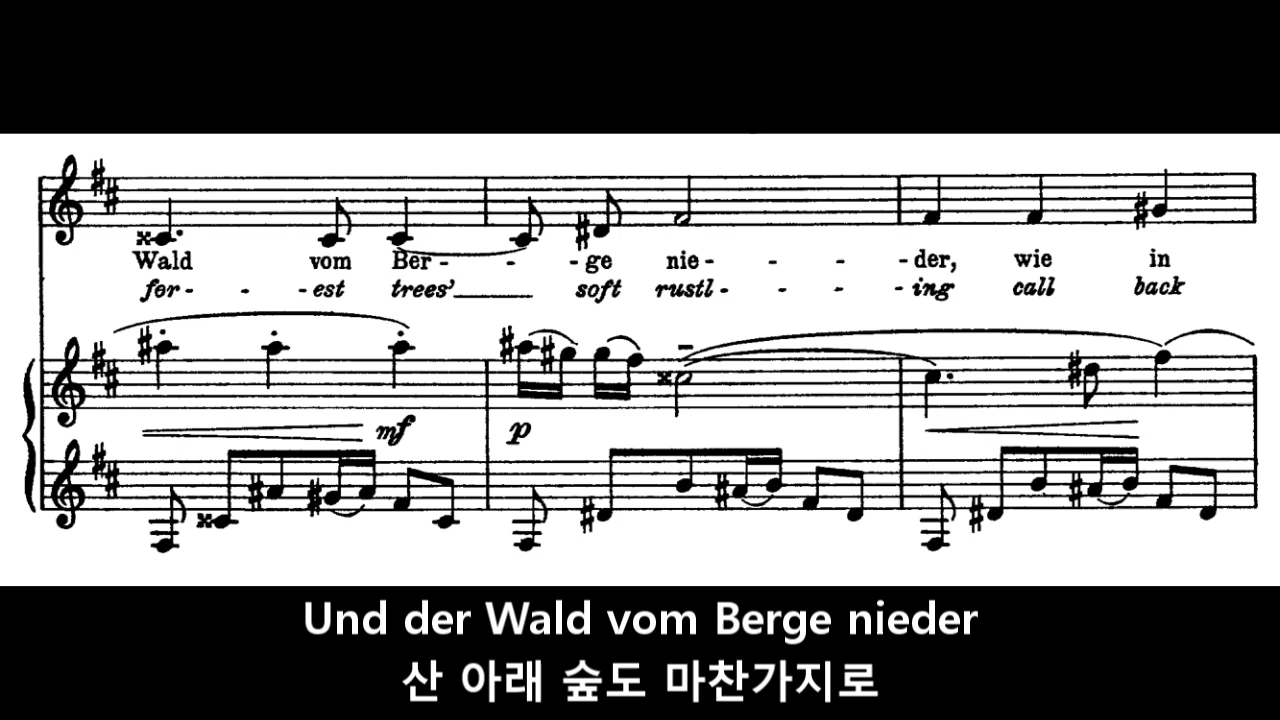 Wald vom Ber - - - ge nie - - - - der, wie in
for - - - est trees' soft rustl - - - - ing call back
mf p
Und der Wald vom Berge nieder
산 아래 숲도 마찬가지로